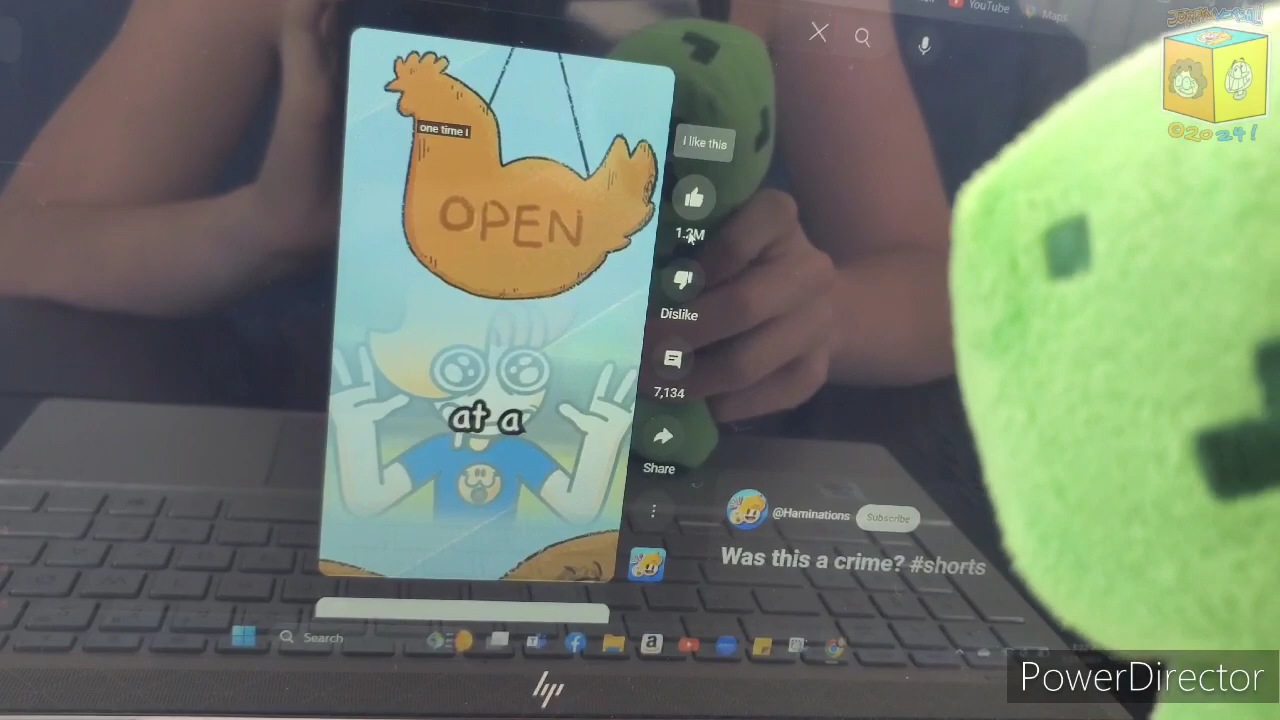 YouTube
Maps
©2024!
one time I
I like this
OPEN
1.2M
Dislike
at a
7,134
Share
@Haminations
Subscribe
Was this a crime? #shorts
Search
a
hp
PowerDirector